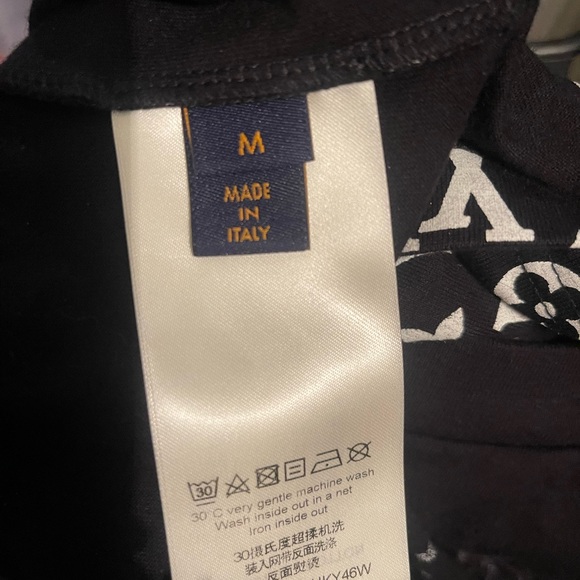 M
MADE
IN
ITALY
30
30°C very gentle machine wash
Wash inside out in a net
Iron inside out
30摄氏度超揉机洗
装入网带反面洗涤
反面熨烫